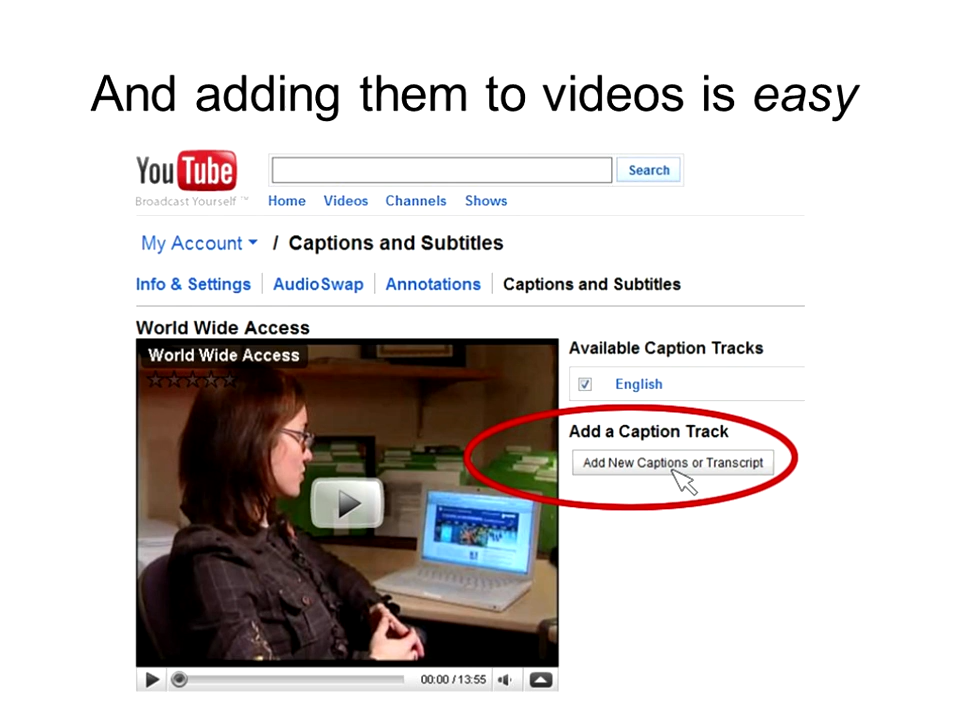 And adding them to videos is easy
YouTube
Search
Broadcast Yourself ™
Home Videos Channels Shows
My Account / Captions and Subtitles
Info & Settings AudioSwap Annotations Captions and Subtitles
World Wide Access
World Wide Access
Available Caption Tracks
English
Add a Caption Track
Add New Captions or Transcript
00:00 / 13:55